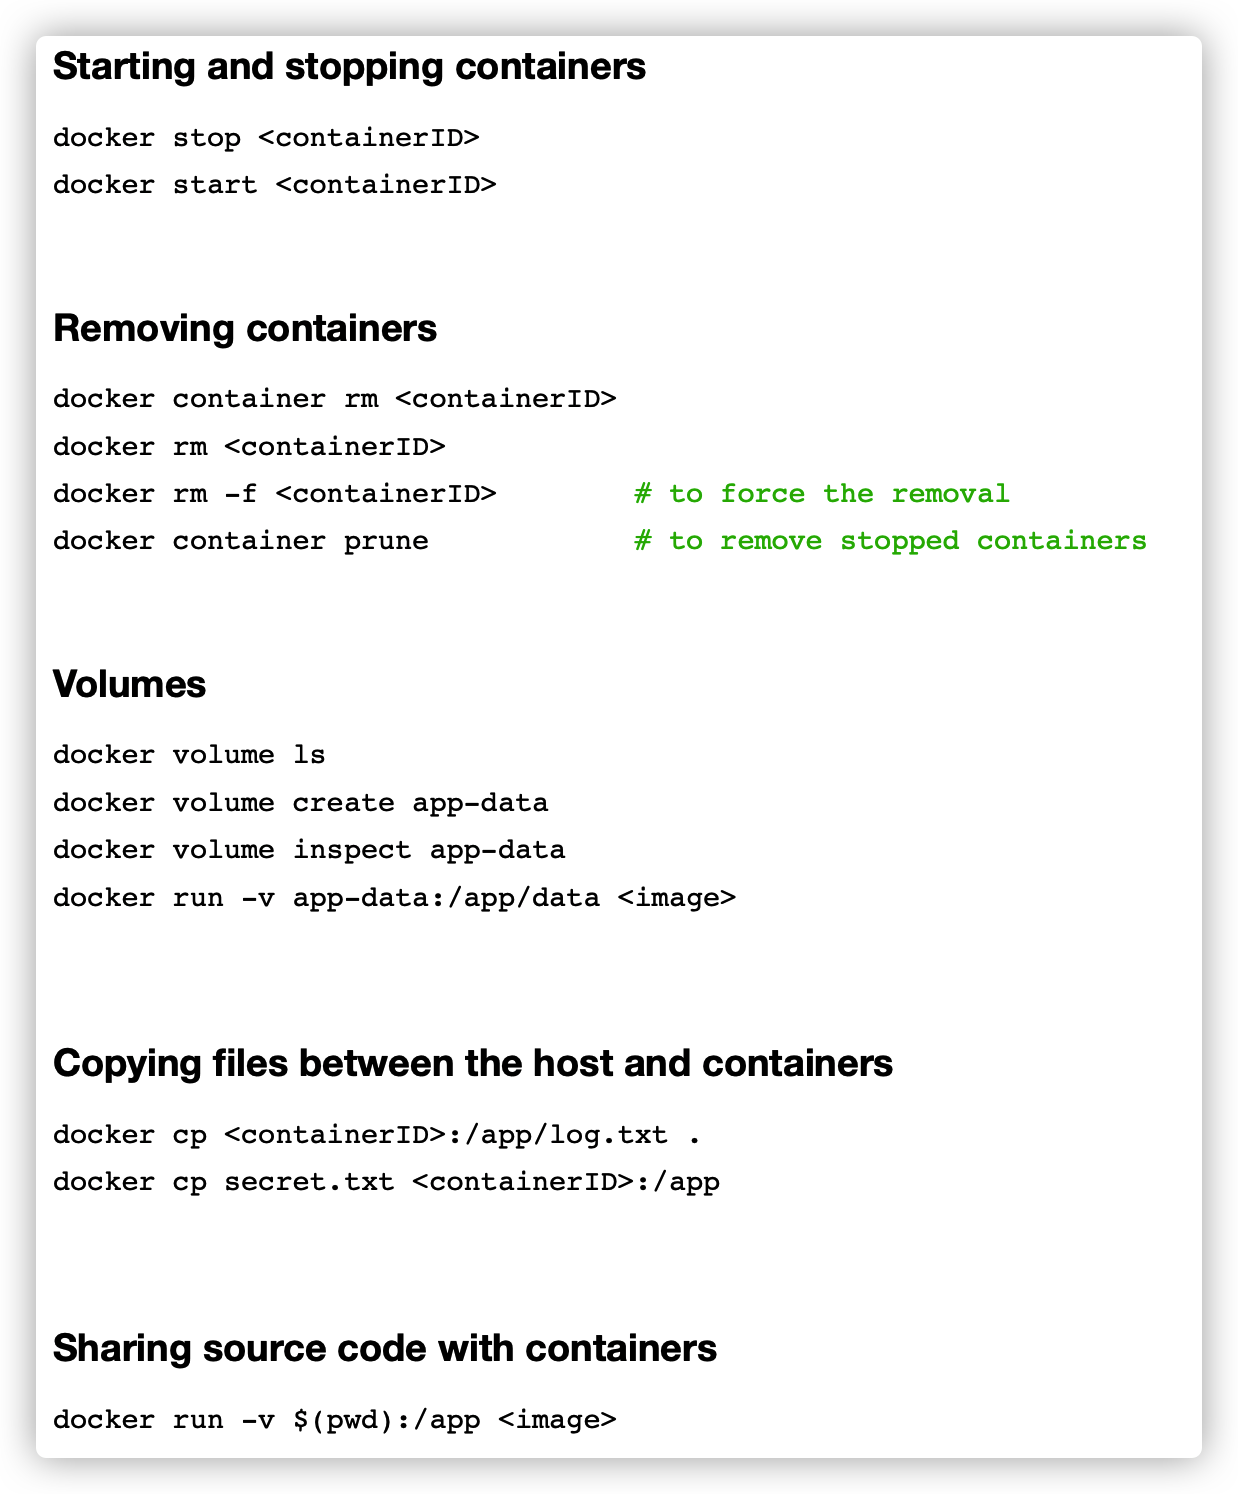 Starting and stopping containers
docker stop <containerID>
docker start <containerID>
Removing containers
docker container rm <containerID>
docker rm <containerID>
docker rm -f <containerID> # to force the removal
docker container prune # to remove stopped containers
Volumes
docker volume ls
docker volume create app-data
docker volume inspect app-data
docker run -v app-data:/app/data <image>
Copying files between the host and containers
docker cp <containerID>:/app/log.txt .
docker cp secret.txt <containerID>:/app
Sharing source code with containers
docker run -v $(pwd):/app <image>